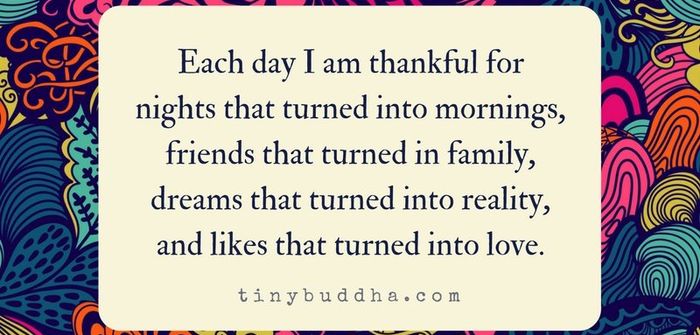 Each day I am thankful for
nights that turned into mornings,
friends that turned in family,
dreams that turned into reality,
and likes that turned into love.
tinybuddha.com